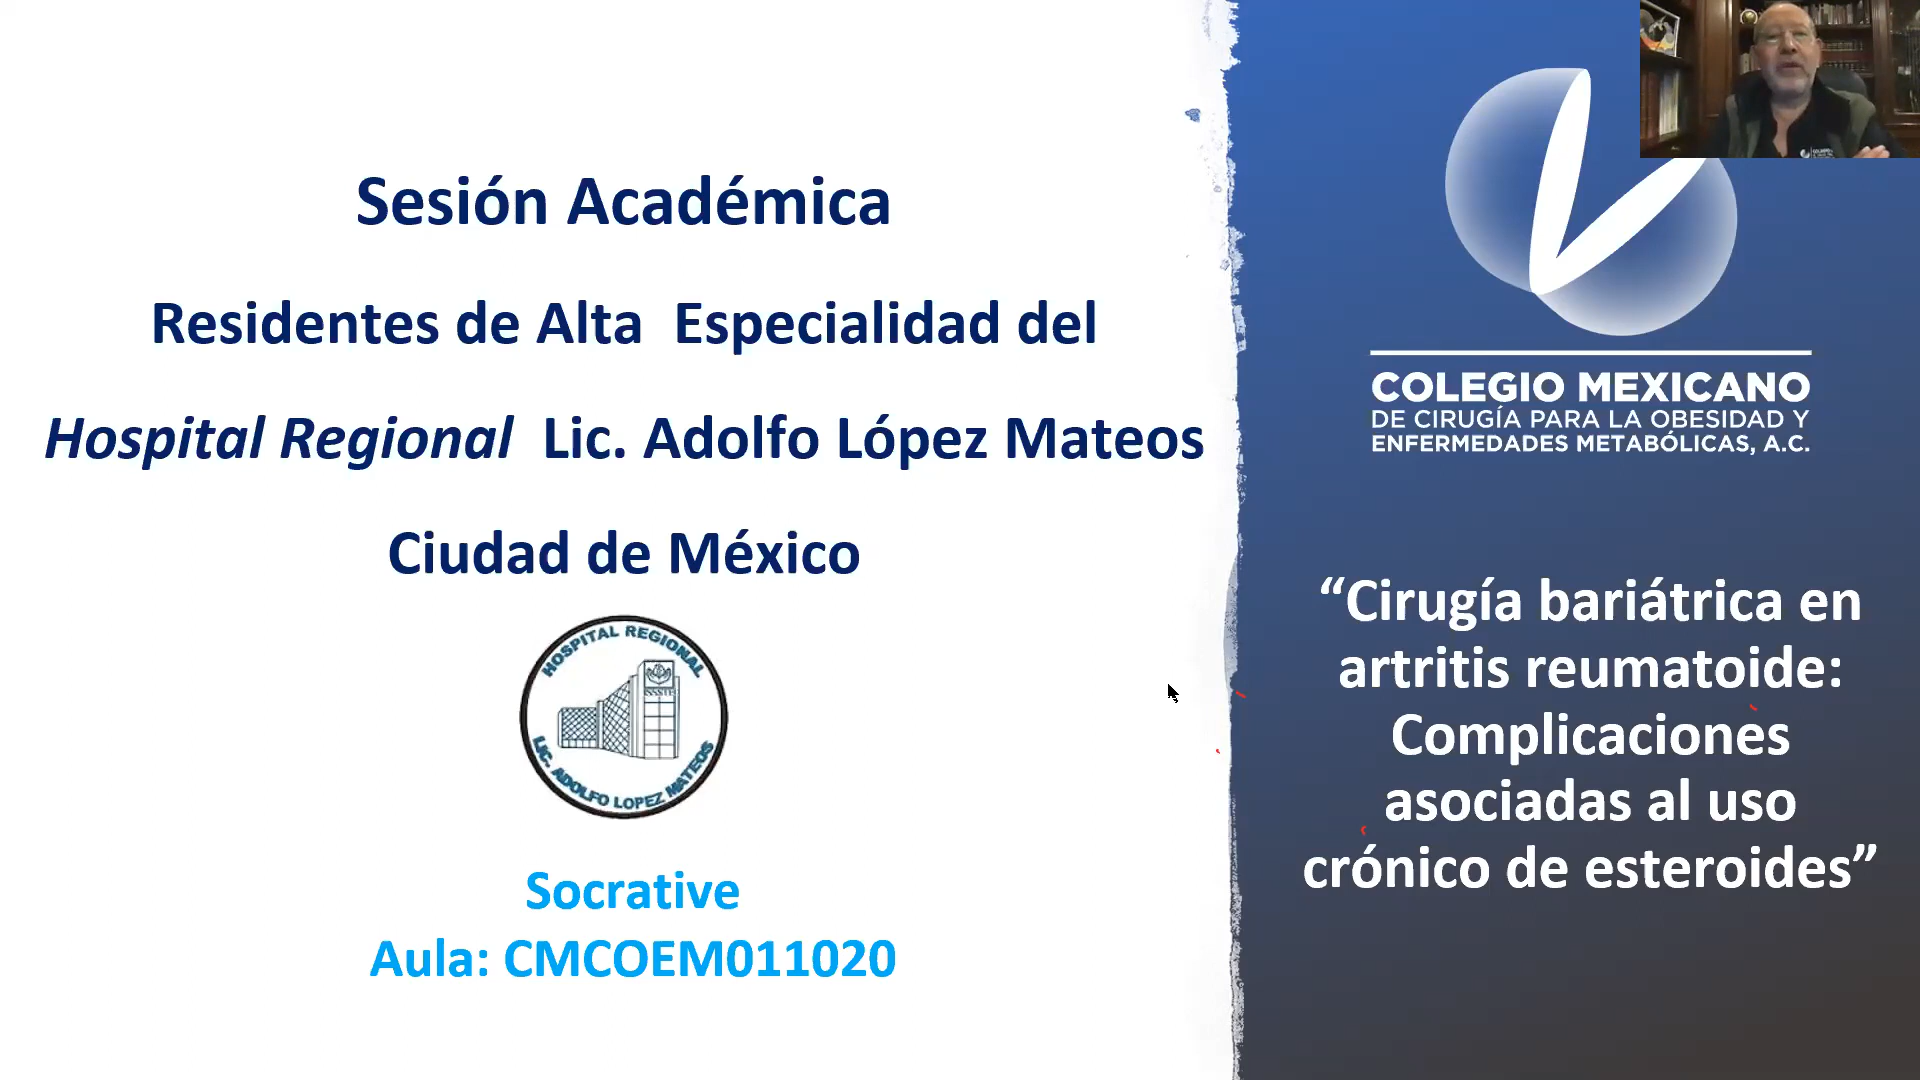 Sesión Académica
Residentes de Alta Especialidad del
Hospital Regional Lic. Adolfo López Mateos
Ciudad de México
HOSPITAL REGIONAL
ISSSTE
LIC. ADOLFO LOPEZ MATEOS
Socrative
Aula: CMCOEM011020
COLEGIO MEXICANO
DE CIRUGÍA PARA LA OBESIDAD Y
ENFERMEDADES METABÓLICAS, A.C.
“Cirugía bariátrica en
artritis reumatoide:
Complicaciones
asociadas al uso
crónico de esteroides”